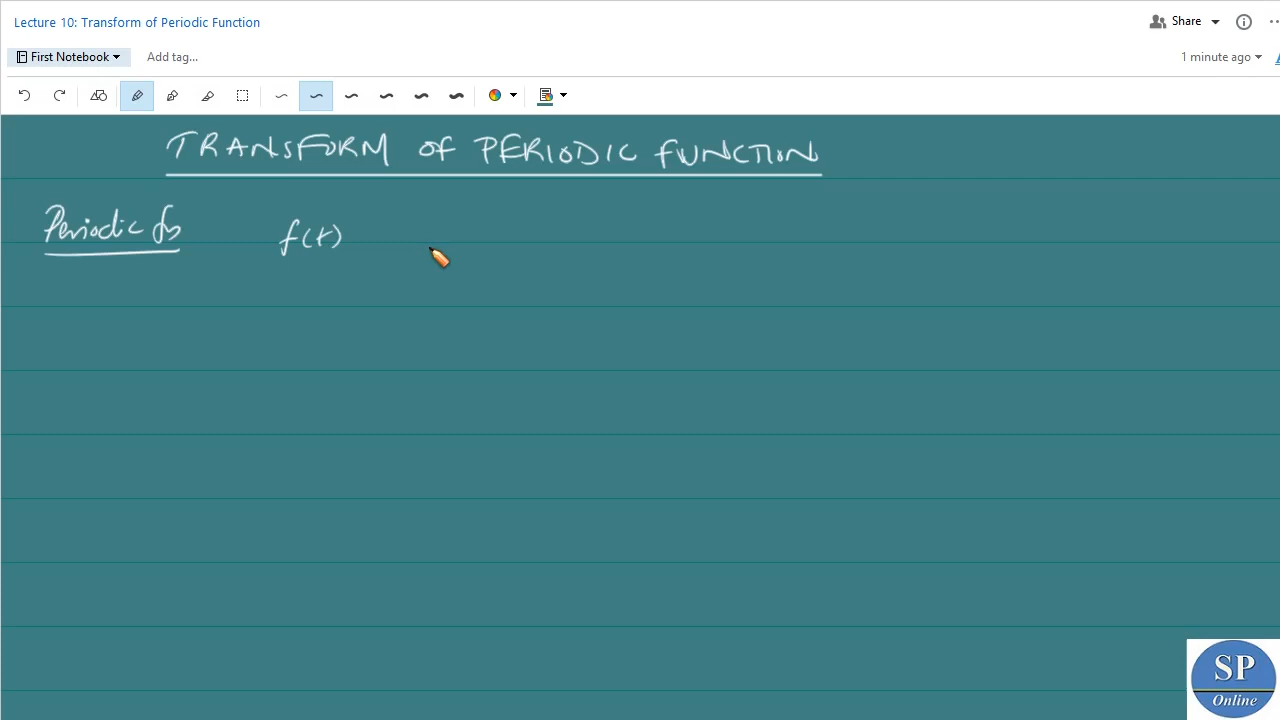 Lecture 10: Transform of Periodic Function
Share
First Notebook
Add tag...
1 minute ago
TRANSFORM OF PERIODIC FUNCTION
Periodic fn
f(t)
SP
Online